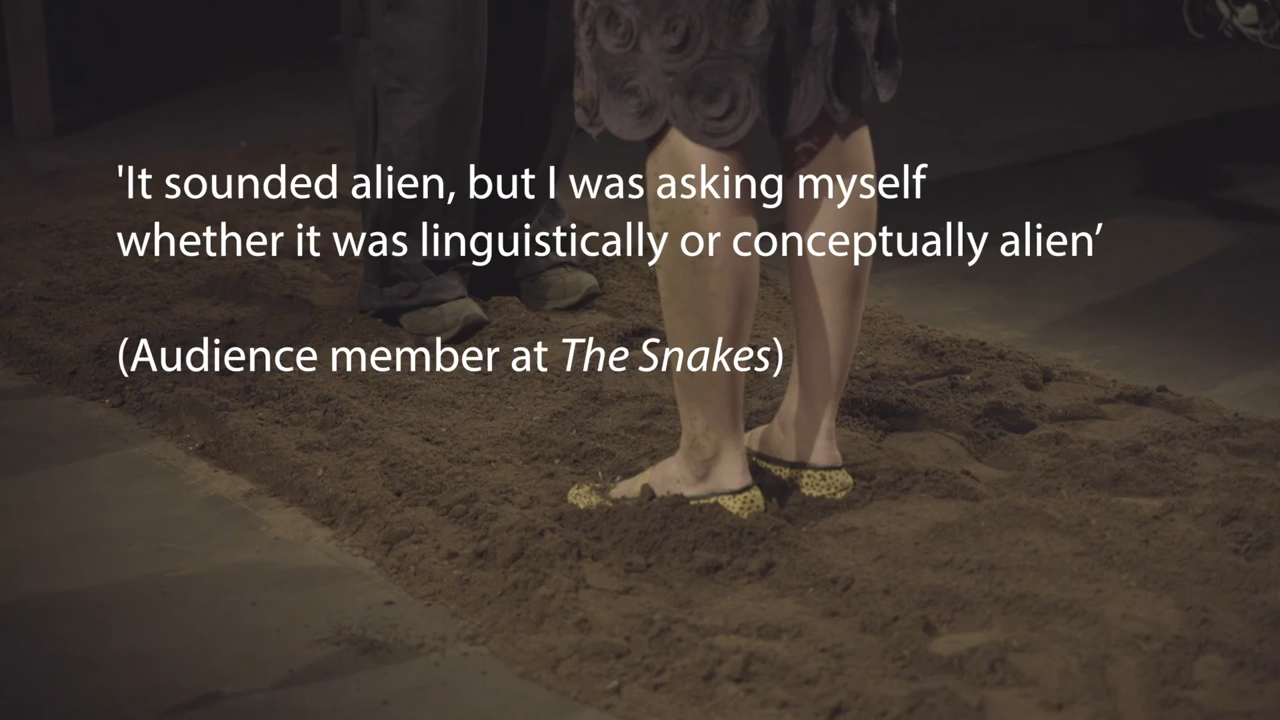 'It sounded alien, but I was asking myself
whether it was linguistically or conceptually alien’
(Audience member at The Snakes)